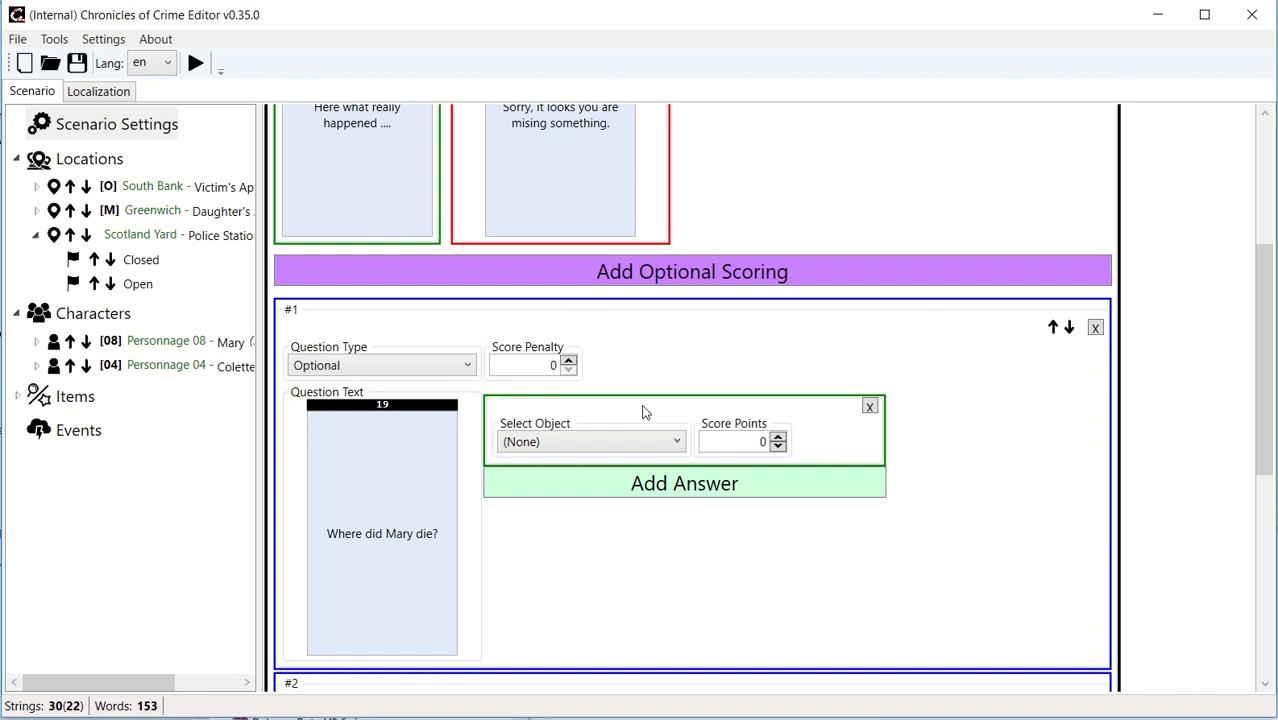 (Internal) Chronicles of Crime Editor v0.35.0
File Tools Settings About
Lang: en
Scenario Localization
Scenario Settings
Locations
[O] South Bank - Victim's Ap
[M] Greenwich - Daughter's
Scotland Yard - Police Statio
Closed
Open
Characters
[08] Personnage 08 - Mary
[04] Personnage 04 - Colette
Items
Events
Here what really
happened ....
Sorry, it looks you are
mising something.
Add Optional Scoring
#1
X
Question Type
Optional
Score Penalty
0
Question Text
19
Where did Mary die?
X
Select Object
(None)
Score Points
0
Add Answer
#2
Strings: 30(22) Words: 153